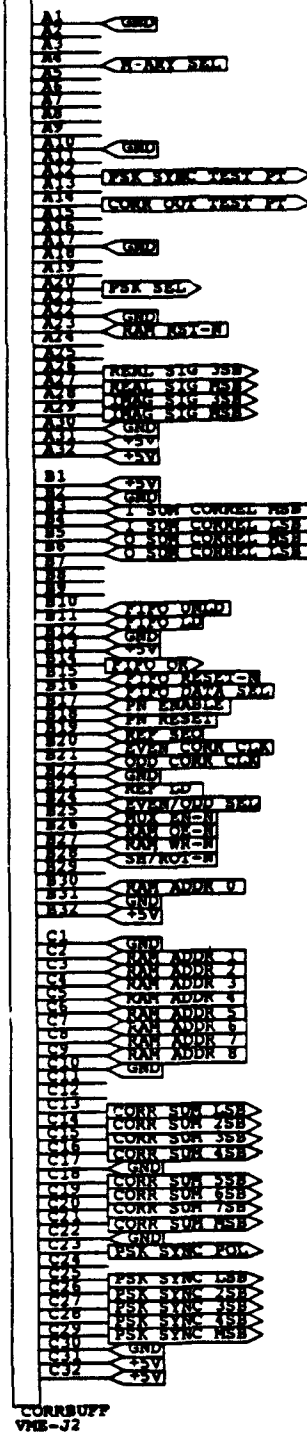 A1
A2 GND
A3
A4
A5 M-ARY SEL
A6
A7
A8
A9
A10 GND
A11
A12
A13 PSK SYNC TEST PT
A14
A15 CORR OUT TEST PT
A16
A17
A18 GND
A19
A20
A21 PSK SEL
A22
A23 GND
A24 RAM RST-N
A25
A26
A27 REAL SIG 3SB
A28 REAL SIG MSB
A29 IMAG SIG 3SB
A30 IMAG SIG MSB
GND
A31 +5V
A32 +5V
B1 +5V
B2 GND
B3 I SUM CORREL MSB
B4 I SUM CORREL LSB
B5 Q SUM CORREL MSB
B6 Q SUM CORREL LSB
B7
B8
B9
B10 FIFO UNLD
B11 FIFO LD
B12 GND
B13 +5V
B14 FIFO OR
B15 FIFO RESET-N
B16 FIFO DATA SEL
B17 PN ENABLE
B18 PN RESET
B19 REF SEQ
B20 EVEN CORR CLK
B21 ODD CORR CLK
B22 GND
B23 REF LD
B24 EVEN/ODD SEL
B25 MUX EN-N
B26 RAM OE-N
B27 RAM WR-N
B28 SH/ROT-N
B29
B30 RAM ADDR 0
B31 GND
B32 +5V
C1 GND
C2 RAM ADDR 1
C3 RAM ADDR 2
C4 RAM ADDR 3
C5 RAM ADDR 4
C6 RAM ADDR 5
C7 RAM ADDR 6
C8 RAM ADDR 7
C9 RAM ADDR 8
C10 GND
C11
C12
C13 CORR SUM LSB
C14 CORR SUM 2SB
C15 CORR SUM 3SB
C16 CORR SUM 4SB
C17 GND
C18 CORR SUM 5SB
C19 CORR SUM 6SB
C20 CORR SUM 7SB
C21 CORR SUM MSB
C22 GND
C23 PSK SYNC POL
C24
C25 PSK SYNC LSB
C26 PSK SYNC 2SB
C27 PSK SYNC 3SB
C28 PSK SYNC 4SB
C29 PSK SYNC MSB
C30 GND
C31 +5V
C32 +5V
CORRBUFF
VME-J2